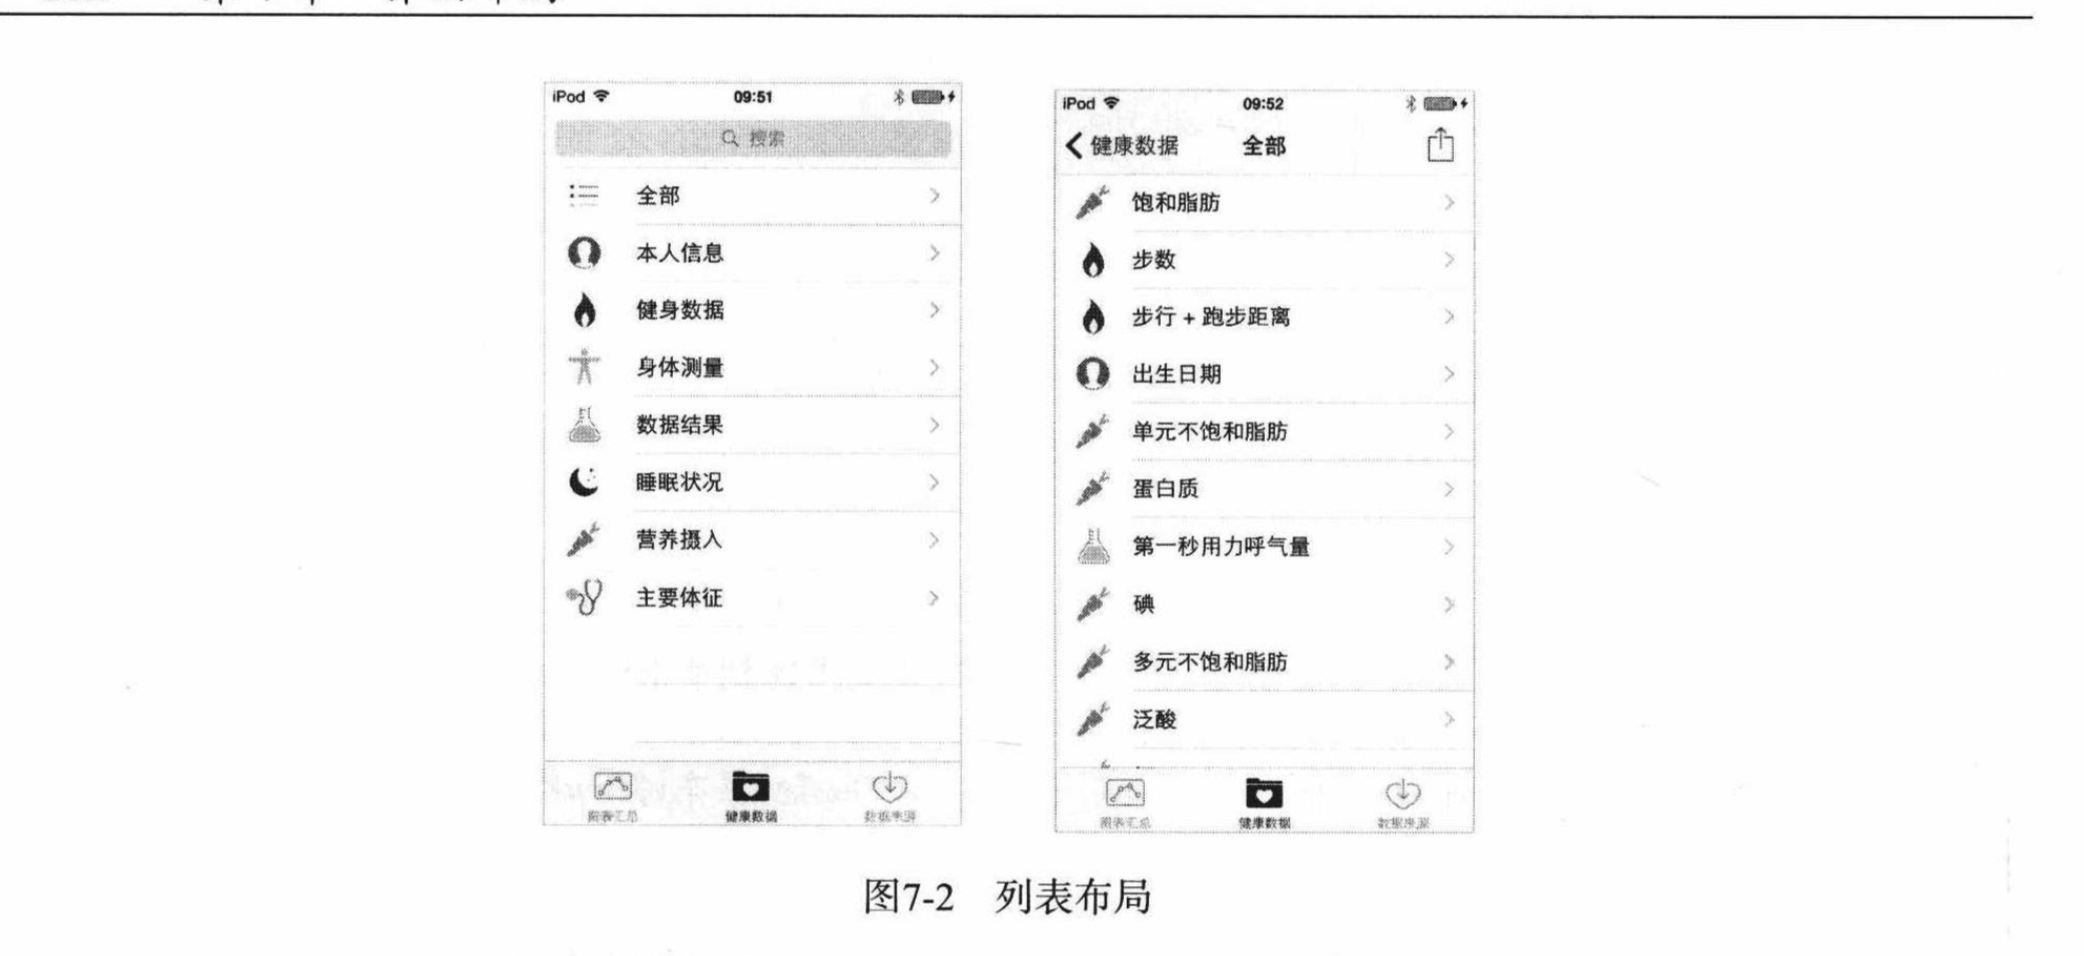 iPod 09:51
搜索
全部
本人信息
健身数据
身体测量
数据结果
睡眠状况
营养摄入
主要体征
图表汇总 健康数据 数据来源
iPod 09:52
健康数据 全部
饱和脂肪
步数
步行 + 跑步距离
出生日期
单元不饱和脂肪
蛋白质
第一秒用力呼气量
碘
多元不饱和脂肪
泛酸
图表汇总 健康数据 数据来源
图7-2 列表布局